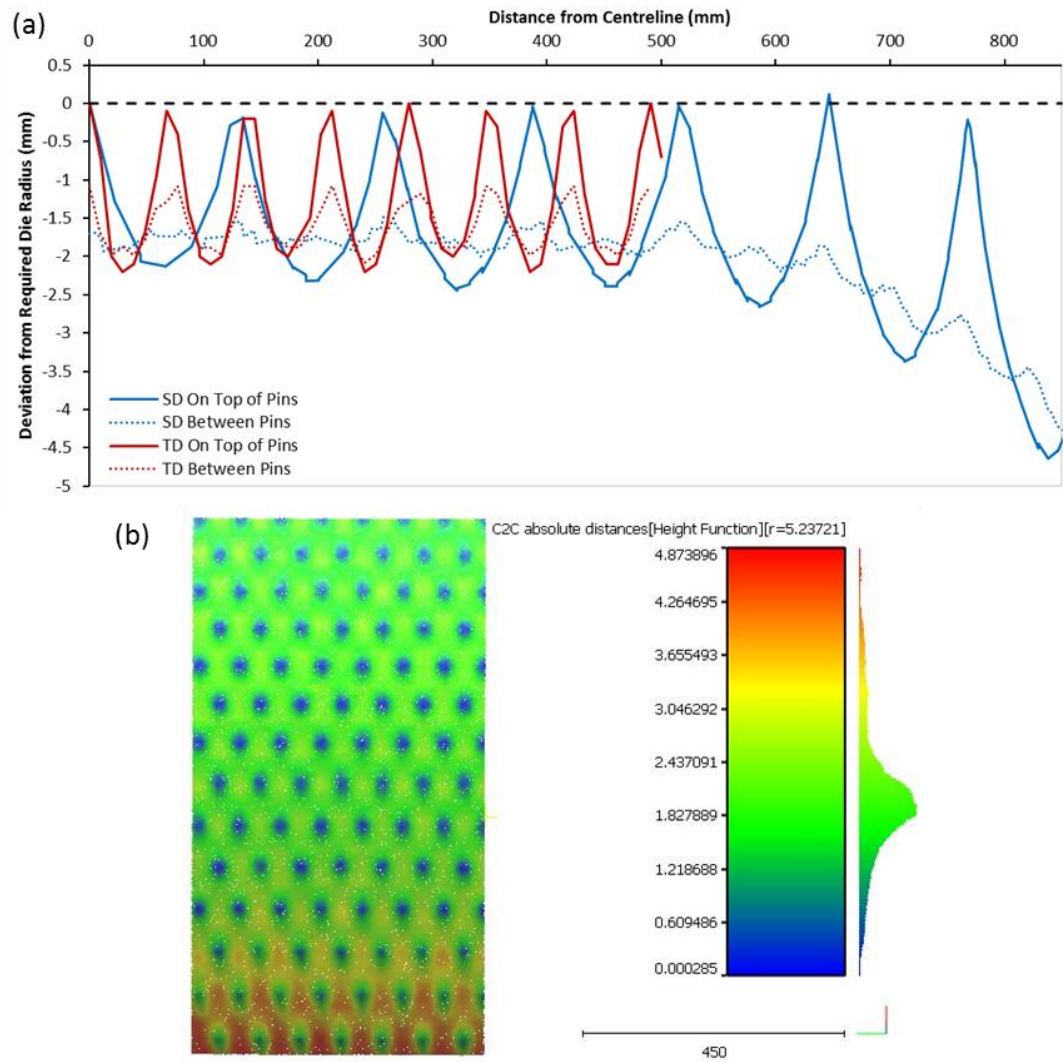 (a)
Distance from Centreline (mm)
0 100 200 300 400 500 600 700 800
0.5
0
-0.5
-1
-1.5
-2
-2.5
-3
-3.5
-4
-4.5
-5
Deviation from Required Die Radius (mm)
SD On Top of Pins
SD Between Pins
TD On Top of Pins
TD Between Pins
(b)
C2C absolute distances[Height Function][r=5.23721]
4.873896
4.264695
3.655493
3.046292
2.437091
1.827889
1.218688
0.609486
0.000285
450